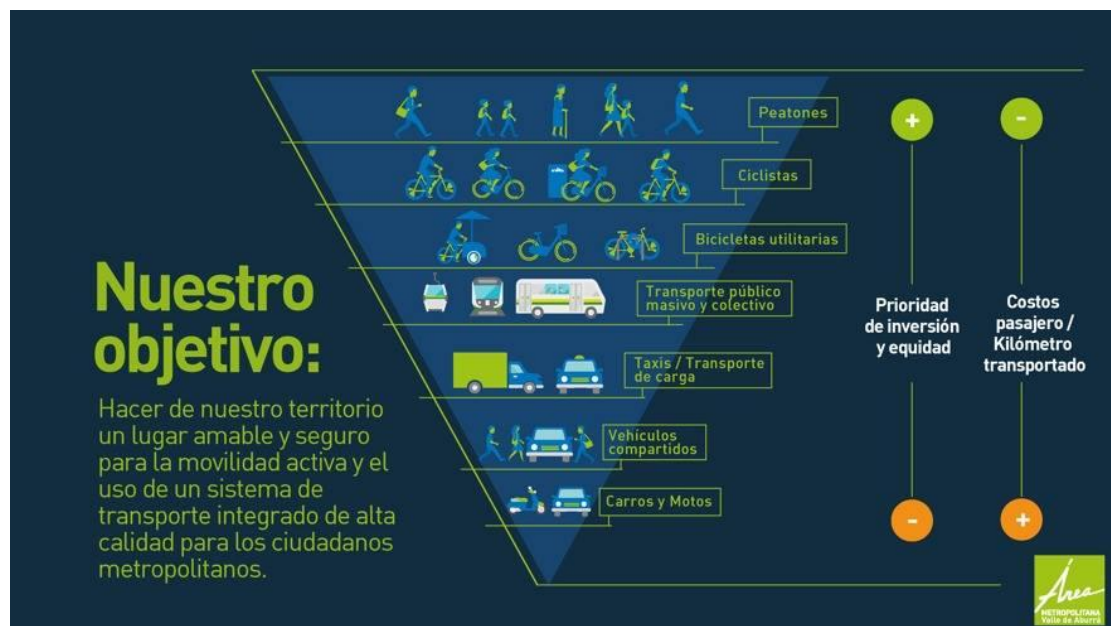 Nuestro
objetivo:
Hacer de nuestro territorio
un lugar amable y seguro
para la movilidad activa y el
uso de un sistema de
transporte integrado de alta
calidad para los ciudadanos
metropolitanos.
Peatones
Ciclistas
Bicicletas utilitarias
Transporte público
masivo y colectivo
Taxis / Transporte
de carga
Vehículos
compartidos
Carros y Motos
+
Prioridad
de inversión
y equidad
-
-
Costos
pasajero /
Kilómetro
transportado
+
Área
METROPOLITANA
Valle de Aburrá